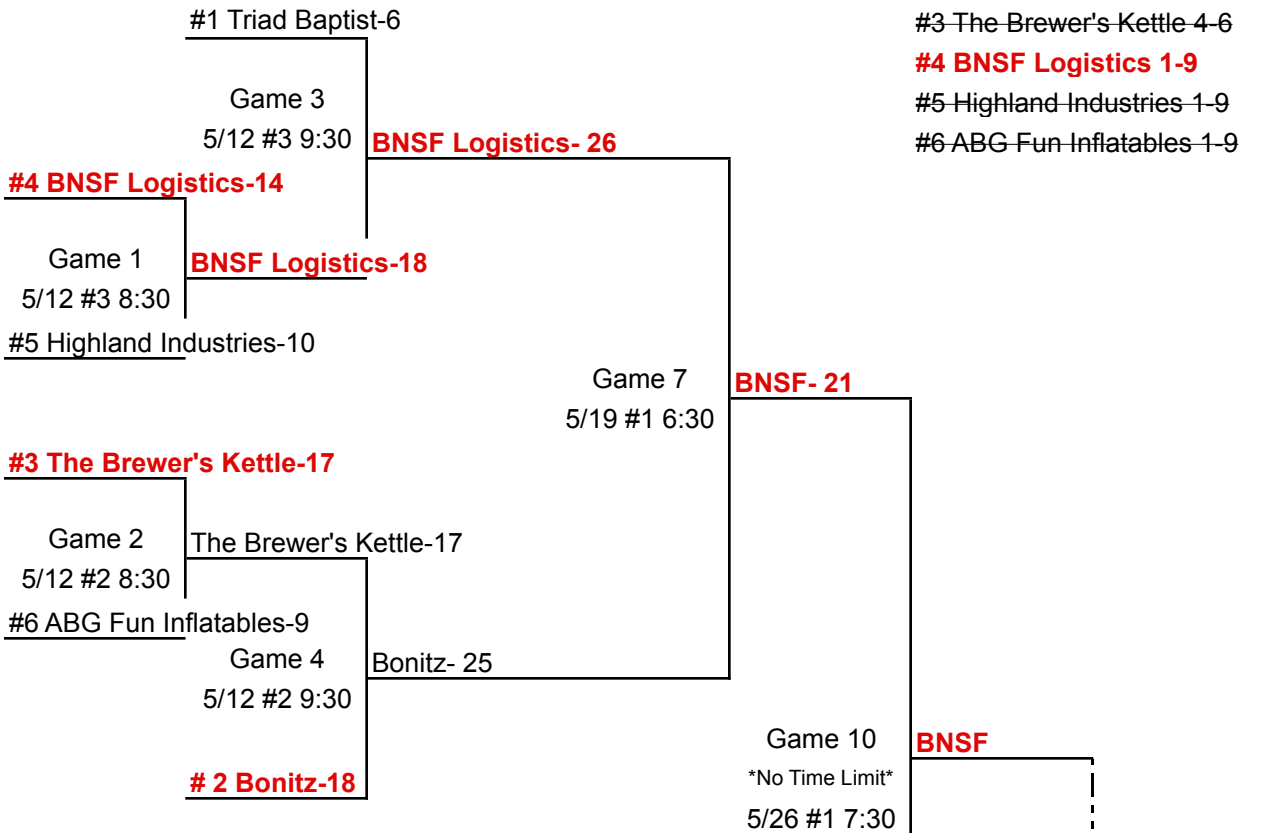 #1 Triad Baptist-6
#3 The Brewer's Kettle 4-6
#4 BNSF Logistics 1-9
#5 Highland Industries 1-9
#6 ABG Fun Inflatables 1-9
Game 3
5/12 #3 9:30
BNSF Logistics- 26
#4 BNSF Logistics-14
Game 1
5/12 #3 8:30
BNSF Logistics-18
#5 Highland Industries-10
Game 7
5/19 #1 6:30
BNSF- 21
#3 The Brewer's Kettle-17
Game 2
5/12 #2 8:30
The Brewer's Kettle-17
#6 ABG Fun Inflatables-9
Game 4
5/12 #2 9:30
Bonitz- 25
# 2 Bonitz-18
Game 10
*No Time Limit*
5/26 #1 7:30
BNSF